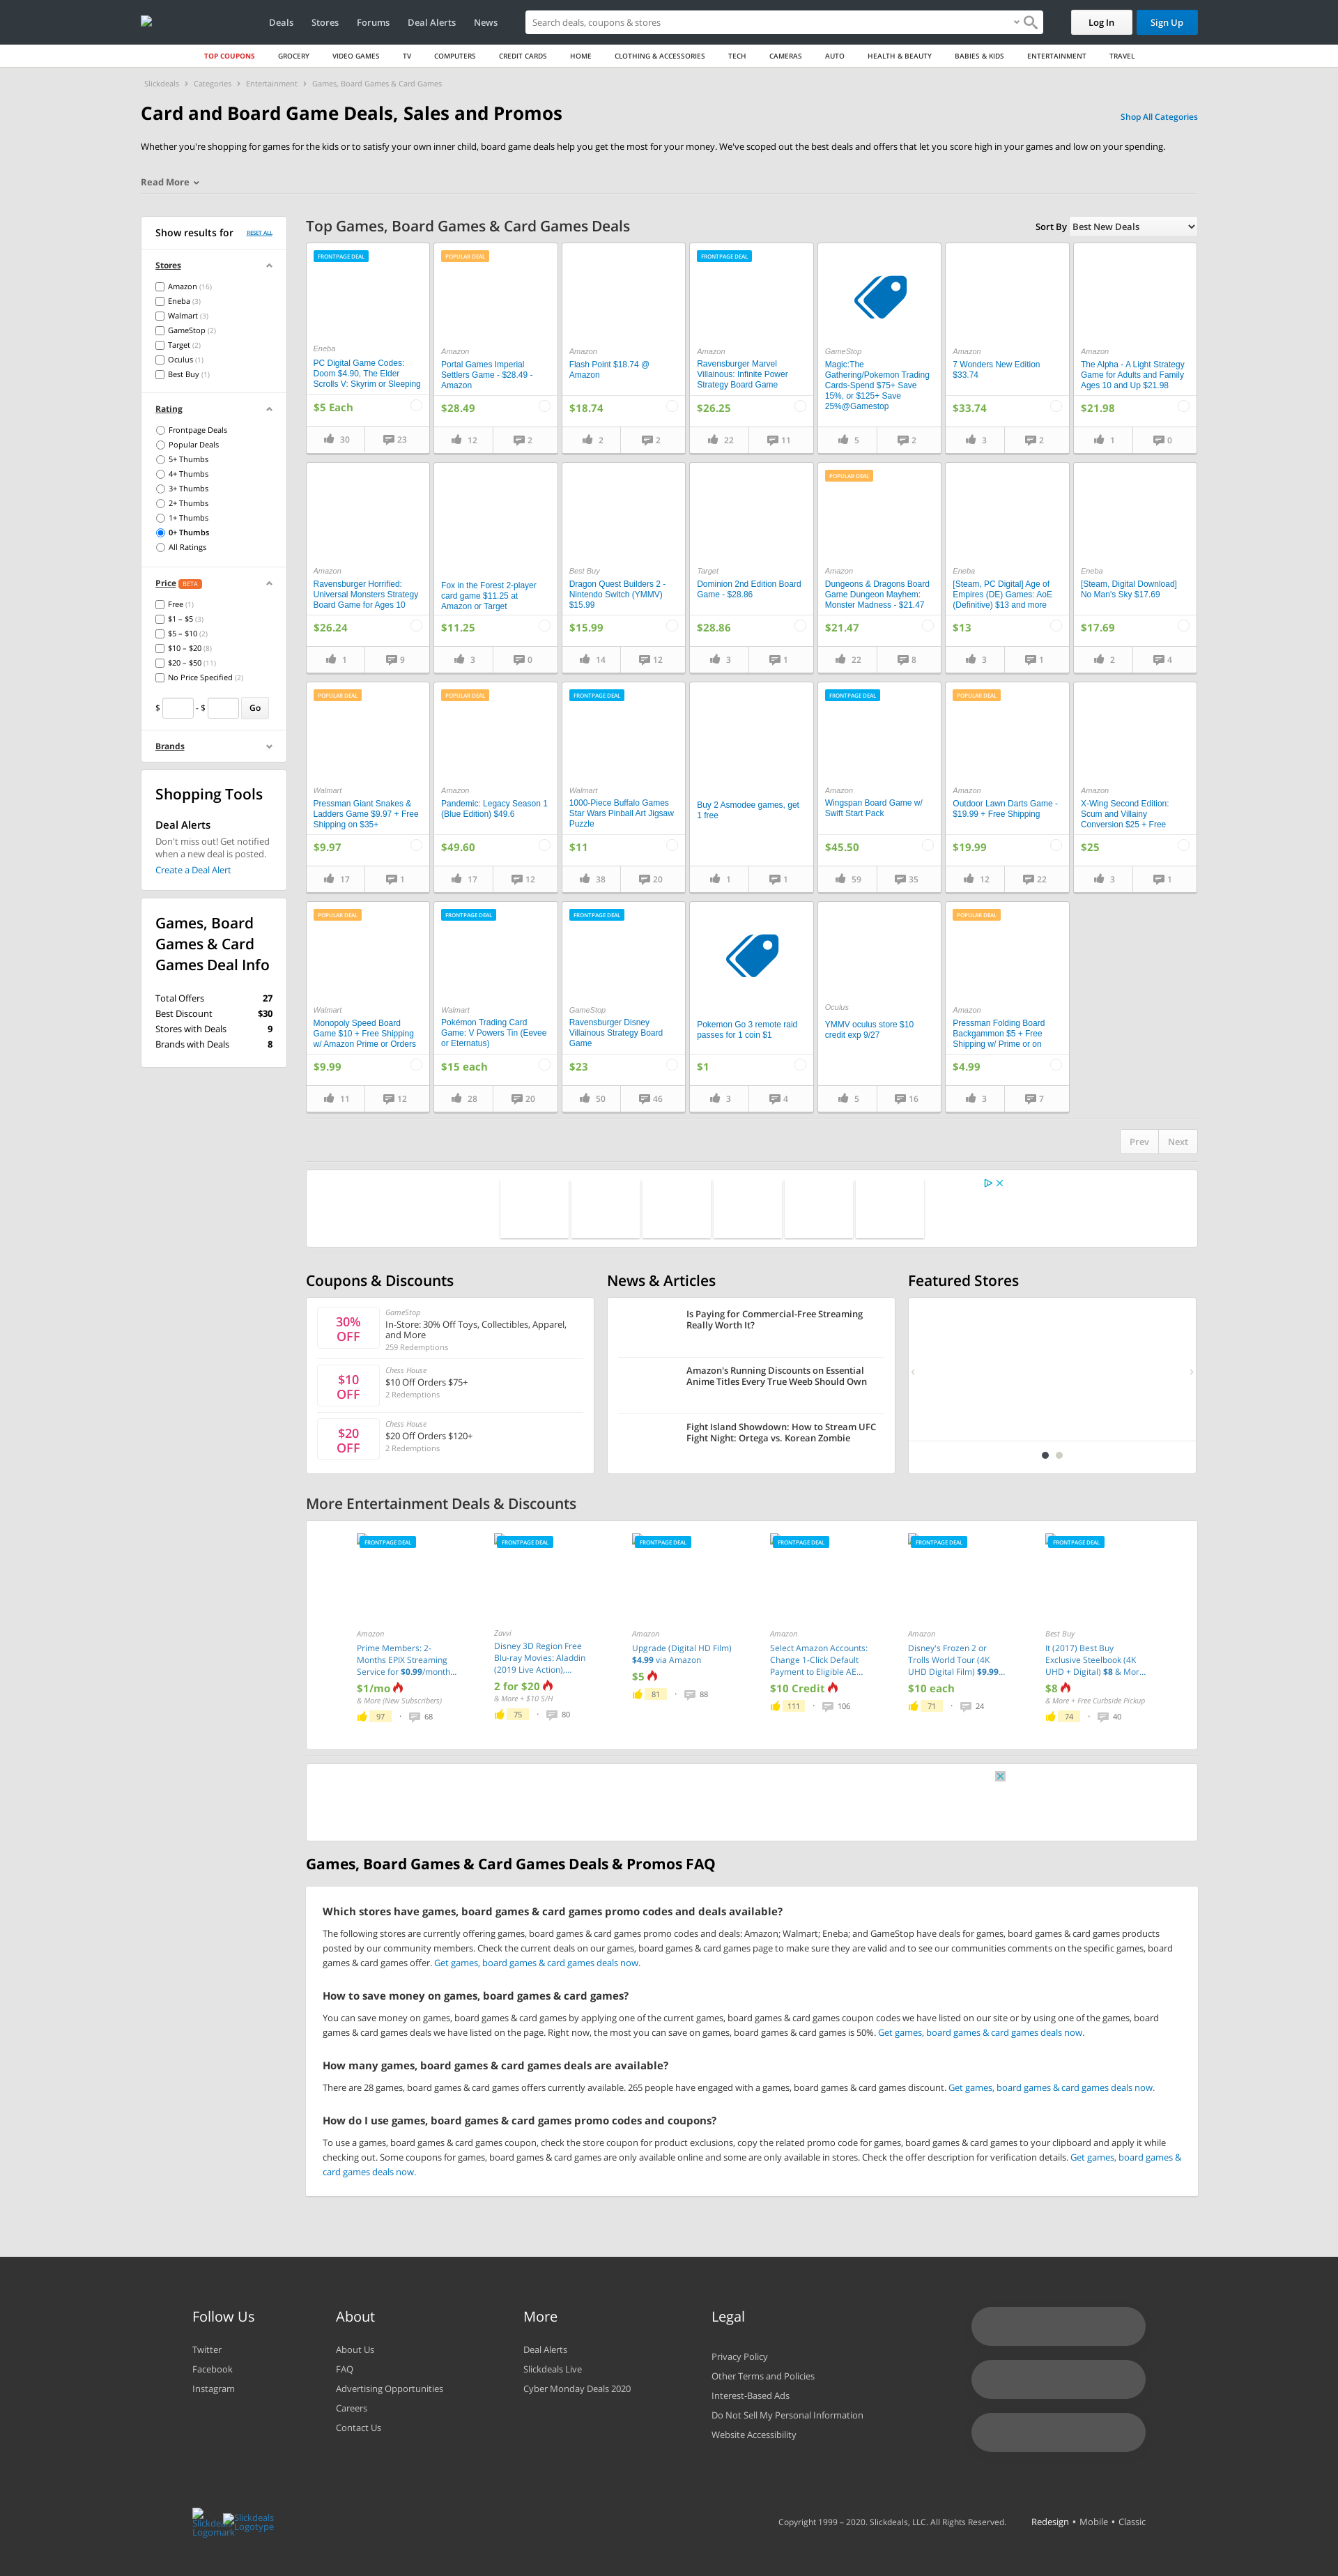 Deals
Stores
Forums
Deal Alerts
News
Search deals, coupons & stores
Log In
Sign Up
TOP COUPONS
GROCERY
VIDEO GAMES
TV
COMPUTERS
CREDIT CARDS
HOME
CLOTHING & ACCESSORIES
TECH
CAMERAS
AUTO
HEALTH & BEAUTY
BABIES & KIDS
ENTERTAINMENT
TRAVEL
Slickdeals › Categories › Entertainment › Games, Board Games & Card Games
Card and Board Game Deals, Sales and Promos
Shop All Categories
Whether you're shopping for games for the kids or to satisfy your own inner child, board game deals help you get the most for your money. We've scoped out the best deals and offers that let you score high in your games and low on your spending.
Read More
Show results for
RESET ALL
Stores
Amazon (16)
Eneba (3)
Walmart (3)
GameStop (2)
Target (2)
Oculus (1)
Best Buy (1)
Rating
Frontpage Deals
Popular Deals
5+ Thumbs
4+ Thumbs
3+ Thumbs
2+ Thumbs
1+ Thumbs
0+ Thumbs
All Ratings
Price BETA
Free (1)
$1 – $5 (3)
$5 – $10 (2)
$10 – $20 (8)
$20 – $50 (11)
No Price Specified (2)
$ - $ Go
Brands
Shopping Tools
Deal Alerts
Don't miss out! Get notified
when a new deal is posted.
Create a Deal Alert
Games, Board
Games & Card
Games Deal Info
Total Offers 27
Best Discount $30
Stores with Deals 9
Brands with Deals 8
Top Games, Board Games & Card Games Deals
Sort By Best New Deals
FRONTPAGE DEAL
Eneba
PC Digital Game Codes:
Doom $4.90, The Elder
Scrolls V: Skyrim or Sleeping
$5 Each
30 23
POPULAR DEAL
Amazon
Portal Games Imperial
Settlers Game - $28.49 -
Amazon
$28.49
12 2
Amazon
Flash Point $18.74 @
Amazon
$18.74
2 2
FRONTPAGE DEAL
Amazon
Ravensburger Marvel
Villainous: Infinite Power
Strategy Board Game
$26.25
22 11
GameStop
Magic:The
Gathering/Pokemon Trading
Cards-Spend $75+ Save
15%, or $125+ Save
25%@Gamestop
5 2
Amazon
7 Wonders New Edition
$33.74
$33.74
3 2
Amazon
The Alpha - A Light Strategy
Game for Adults and Family
Ages 10 and Up $21.98
$21.98
1 0
Amazon
Ravensburger Horrified:
Universal Monsters Strategy
Board Game for Ages 10
$26.24
1 9
Fox in the Forest 2-player
card game $11.25 at
Amazon or Target
$11.25
3 0
Best Buy
Dragon Quest Builders 2 -
Nintendo Switch (YMMV)
$15.99
$15.99
14 12
Target
Dominion 2nd Edition Board
Game - $28.86
$28.86
3 1
POPULAR DEAL
Amazon
Dungeons & Dragons Board
Game Dungeon Mayhem:
Monster Madness - $21.47
$21.47
22 8
Eneba
[Steam, PC Digital] Age of
Empires (DE) Games: AoE
(Definitive) $13 and more
$13
3 1
Eneba
[Steam, Digital Download]
No Man's Sky $17.69
$17.69
2 4
POPULAR DEAL
Walmart
Pressman Giant Snakes &
Ladders Game $9.97 + Free
Shipping on $35+
$9.97
17 1
POPULAR DEAL
Amazon
Pandemic: Legacy Season 1
(Blue Edition) $49.6
$49.60
17 12
FRONTPAGE DEAL
Walmart
1000-Piece Buffalo Games
Star Wars Pinball Art Jigsaw
Puzzle
$11
38 20
Buy 2 Asmodee games, get
1 free
1 1
FRONTPAGE DEAL
Amazon
Wingspan Board Game w/
Swift Start Pack
$45.50
59 35
POPULAR DEAL
Amazon
Outdoor Lawn Darts Game -
$19.99 + Free Shipping
$19.99
12 22
Amazon
X-Wing Second Edition:
Scum and Villainy
Conversion $25 + Free
$25
3 1
POPULAR DEAL
Walmart
Monopoly Speed Board
Game $10 + Free Shipping
w/ Amazon Prime or Orders
$9.99
11 12
FRONTPAGE DEAL
Walmart
Pokémon Trading Card
Game: V Powers Tin (Eevee
or Eternatus)
$15 each
28 20
FRONTPAGE DEAL
GameStop
Ravensburger Disney
Villainous Strategy Board
Game
$23
50 46
Pokemon Go 3 remote raid
passes for 1 coin $1
$1
3 4
Oculus
YMMV oculus store $10
credit exp 9/27
5 16
POPULAR DEAL
Amazon
Pressman Folding Board
Backgammon $5 + Free
Shipping w/ Prime or on
$4.99
3 7
Prev
Next
Coupons & Discounts
30%
OFF
GameStop
In-Store: 30% Off Toys, Collectibles, Apparel,
and More
259 Redemptions
$10
OFF
Chess House
$10 Off Orders $75+
2 Redemptions
$20
OFF
Chess House
$20 Off Orders $120+
2 Redemptions
News & Articles
Is Paying for Commercial-Free Streaming
Really Worth It?
Amazon's Running Discounts on Essential
Anime Titles Every True Weeb Should Own
Fight Island Showdown: How to Stream UFC
Fight Night: Ortega vs. Korean Zombie
Featured Stores
More Entertainment Deals & Discounts
FRONTPAGE DEAL
Amazon
Prime Members: 2-
Months EPIX Streaming
Service for $0.99/month...
$1/mo
& More (New Subscribers)
97 · 68
FRONTPAGE DEAL
Zavvi
Disney 3D Region Free
Blu-ray Movies: Aladdin
(2019 Live Action),...
2 for $20
& More + $10 S/H
75 · 80
FRONTPAGE DEAL
Amazon
Upgrade (Digital HD Film)
$4.99 via Amazon
$5
81 · 88
FRONTPAGE DEAL
Amazon
Select Amazon Accounts:
Change 1-Click Default
Payment to Eligible AE...
$10 Credit
111 · 106
FRONTPAGE DEAL
Amazon
Disney's Frozen 2 or
Trolls World Tour (4K
UHD Digital Film) $9.99...
$10 each
71 · 24
FRONTPAGE DEAL
Best Buy
It (2017) Best Buy
Exclusive Steelbook (4K
UHD + Digital) $8 & Mor...
$8
& More + Free Curbside Pickup
74 · 40
Games, Board Games & Card Games Deals & Promos FAQ
Which stores have games, board games & card games promo codes and deals available?
The following stores are currently offering games, board games & card games promo codes and deals: Amazon; Walmart; Eneba; and GameStop have deals for games, board games & card games products
posted by our community members. Check the current deals on our games, board games & card games page to make sure they are valid and to see our communities comments on the specific games, board
games & card games offer. Get games, board games & card games deals now.
How to save money on games, board games & card games?
You can save money on games, board games & card games by applying one of the current games, board games & card games coupon codes we have listed on our site or by using one of the games, board
games & card games deals we have listed on the page. Right now, the most you can save on games, board games & card games is 50%. Get games, board games & card games deals now.
How many games, board games & card games deals are available?
There are 28 games, board games & card games offers currently available. 265 people have engaged with a games, board games & card games discount. Get games, board games & card games deals now.
How do I use games, board games & card games promo codes and coupons?
To use a games, board games & card games coupon, check the store coupon for product exclusions, copy the related promo code for games, board games & card games to your clipboard and apply it while
checking out. Some coupons for games, board games & card games are only available online and some are only available in stores. Check the offer description for verification details. Get games, board games &
card games deals now.
Follow Us
Twitter
Facebook
Instagram
About
About Us
FAQ
Advertising Opportunities
Careers
Contact Us
More
Deal Alerts
Slickdeals Live
Cyber Monday Deals 2020
Legal
Privacy Policy
Other Terms and Policies
Interest-Based Ads
Do Not Sell My Personal Information
Website Accessibility
Slickdeals
Logomark
Slickdeals
Logotype
Copyright 1999 – 2020. Slickdeals, LLC. All Rights Reserved.
Redesign • Mobile • Classic